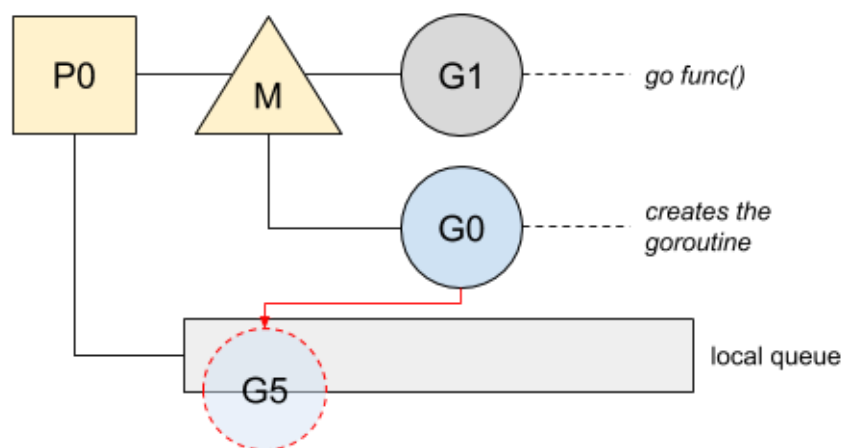 P0
M
G1
go func()
G0
creates the
goroutine
G5
local queue